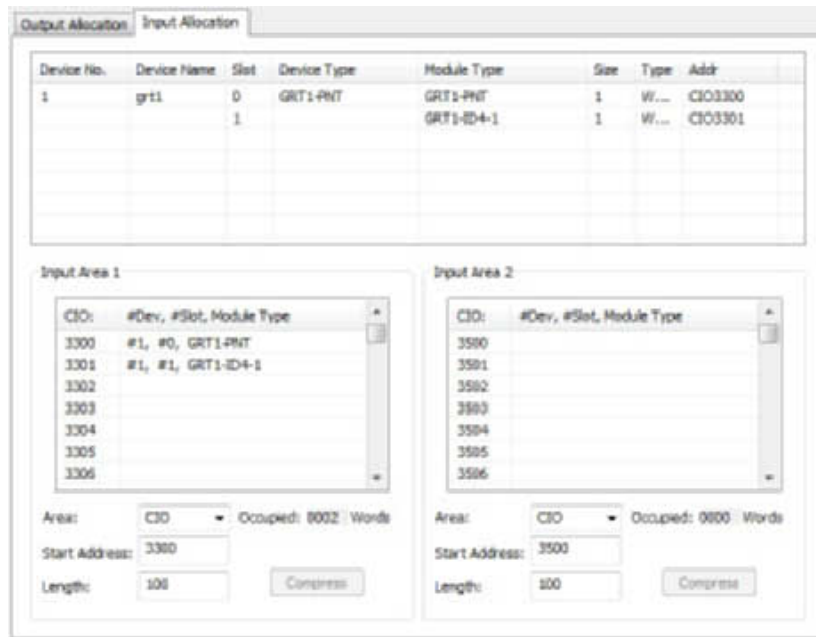 Output Allocation Input Allocation
Device No. Device Name Slot Device Type Module Type Size Type Addr
1 grt1 0 GRT1-PNT GRT1-PNT 1 W... CIO3300
1 GRT1-ID4-1 1 W... CIO3301
Input Area 1
CIO: #Dev, #Slot, Module Type
3300 #1, #0, GRT1-PNT
3301 #1, #1, GRT1-ID4-1
3302
3303
3304
3305
3306
Area: CIO Occupied: 0002 Words
Start Address: 3300
Length: 100
Compress
Input Area 2
CIO: #Dev, #Slot, Module Type
3500
3501
3502
3503
3504
3505
3506
Area: CIO Occupied: 0000 Words
Start Address: 3500
Length: 100
Compress